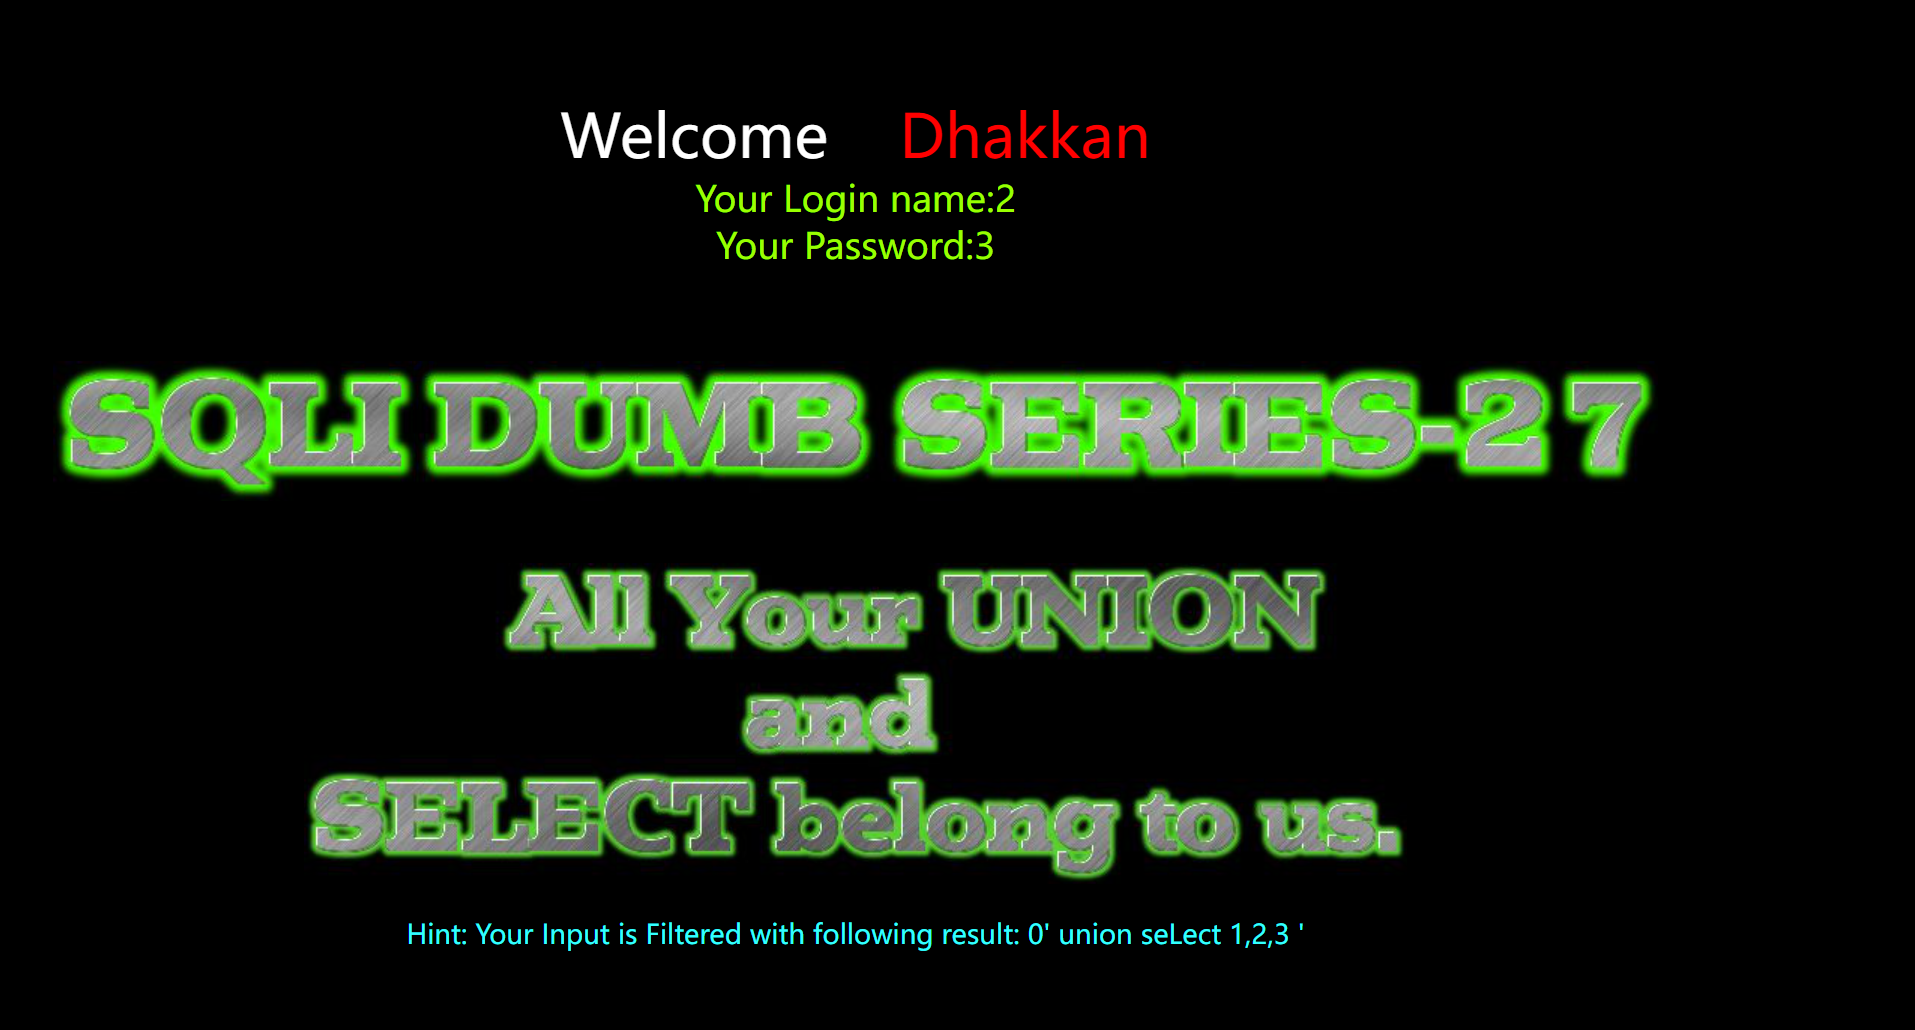 Welcome Dhakkan
Your Login name:2
Your Password:3
SQLI DUMB SERIES-27
All Your UNION
and
SELECT belong to us.
Hint: Your Input is Filtered with following result: 0' union seLect 1,2,3 '